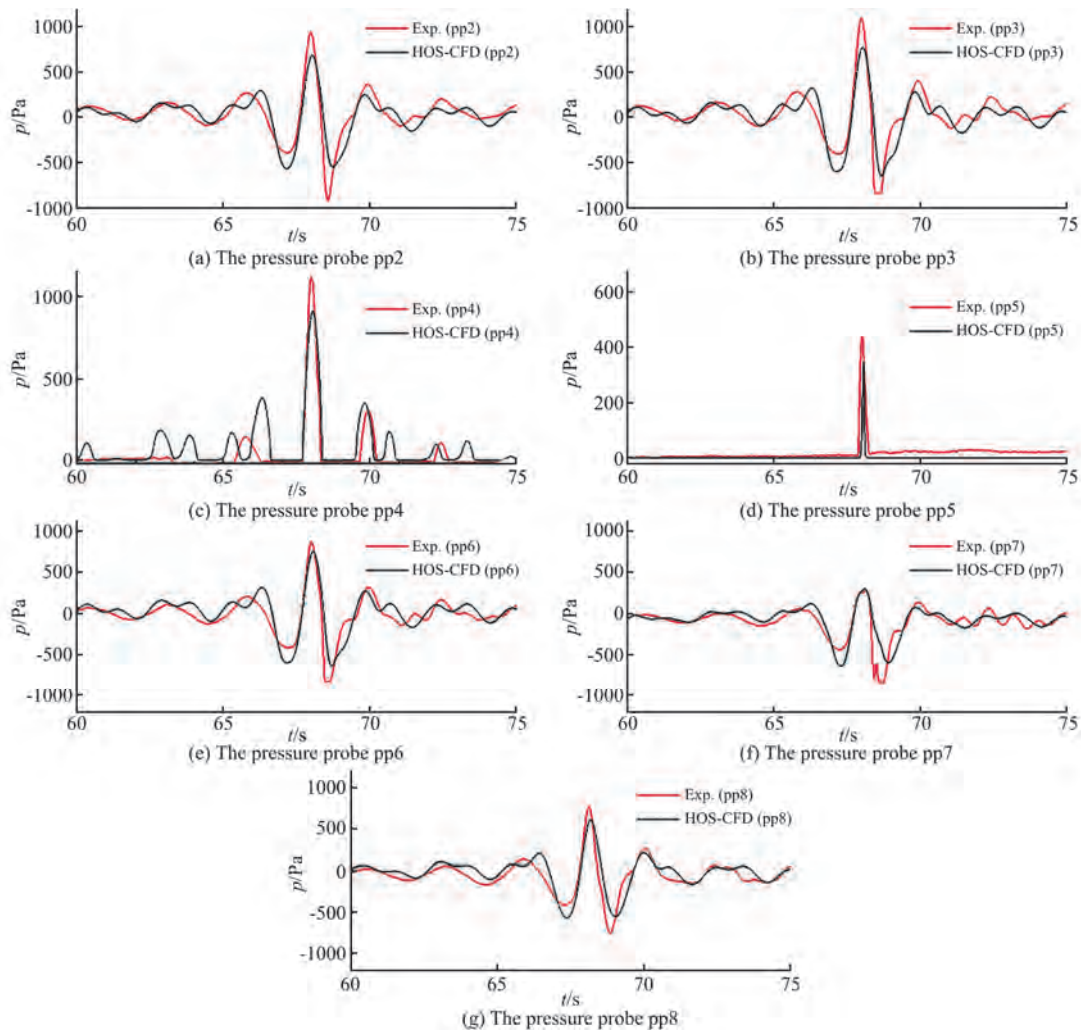 1000
500
0
-500
-1000
p/Pa
Exp. (pp2)
HOS-CFD (pp2)
60 65 70 75
t/s
(a) The pressure probe pp2
1000
500
0
-500
-1000
p/Pa
Exp. (pp3)
HOS-CFD (pp3)
60 65 70 75
t/s
(b) The pressure probe pp3
1000
500
0
p/Pa
Exp. (pp4)
HOS-CFD (pp4)
60 65 70 75
t/s
(c) The pressure probe pp4
600
400
200
0
p/Pa
Exp. (pp5)
HOS-CFD (pp5)
60 65 70 75
t/s
(d) The pressure probe pp5
1000
500
0
-500
-1000
p/Pa
Exp. (pp6)
HOS-CFD (pp6)
60 65 70 75
t/s
(e) The pressure probe pp6
1000
500
0
-500
-1000
p/Pa
Exp. (pp7)
HOS-CFD (pp7)
60 65 70 75
t/s
(f) The pressure probe pp7
1000
500
0
-500
-1000
p/Pa
Exp. (pp8)
HOS-CFD (pp8)
60 65 70 75
t/s
(g) The pressure probe pp8